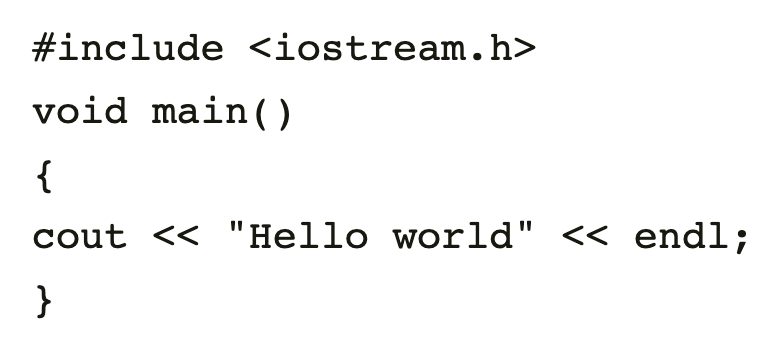 #include <iostream.h>
void main()
{
cout << "Hello world" << endl;
}